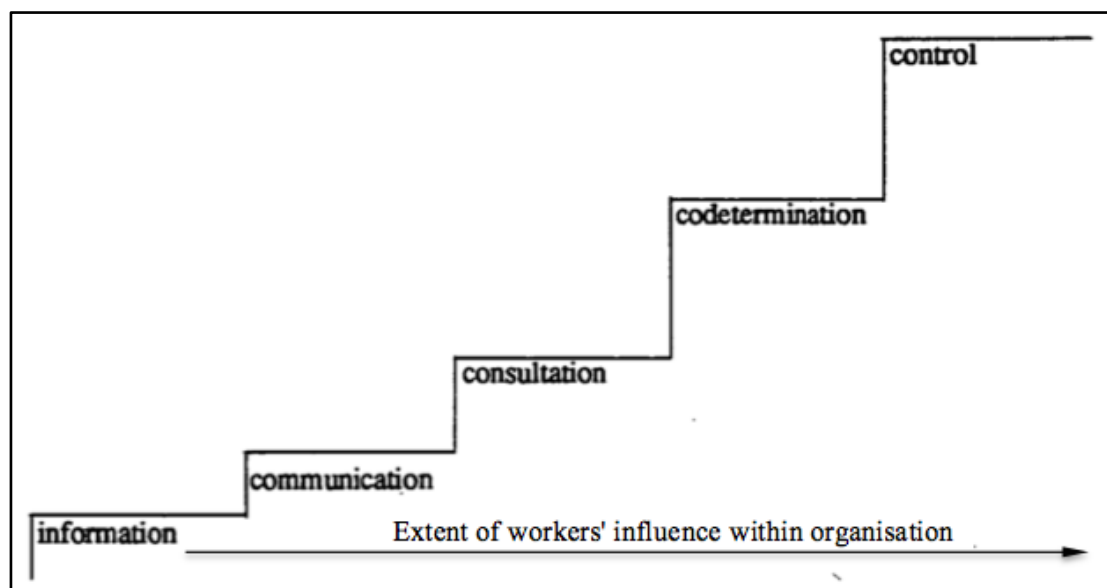 control
codetermination
consultation
communication
information
Extent of workers' influence within organisation